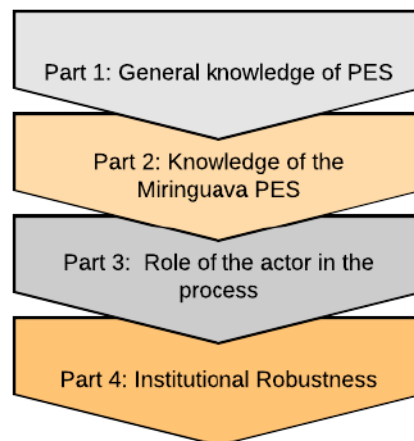 Part 1: General knowledge of PES
Part 2: Knowledge of the
Miringuava PES
Part 3:  Role of the actor in the
process
Part 4: Institutional Robustness